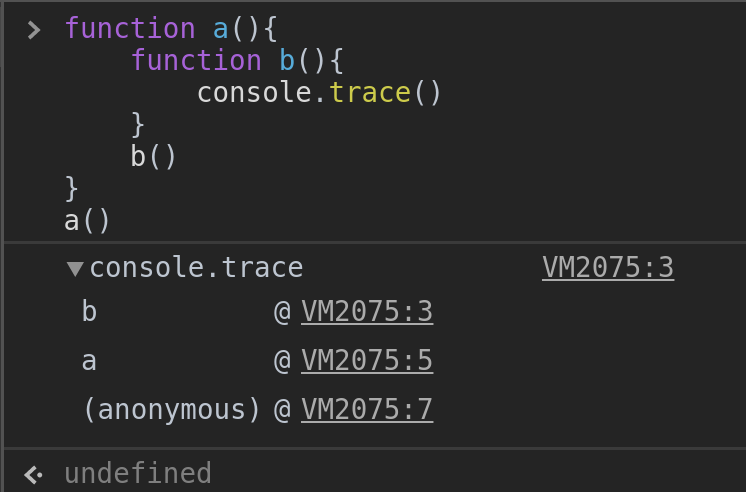 function a(){
    function b(){
        console.trace()
    }
    b()
}
a()
console.trace VM2075:3
b @ VM2075:3
a @ VM2075:5
(anonymous) @ VM2075:7
undefined